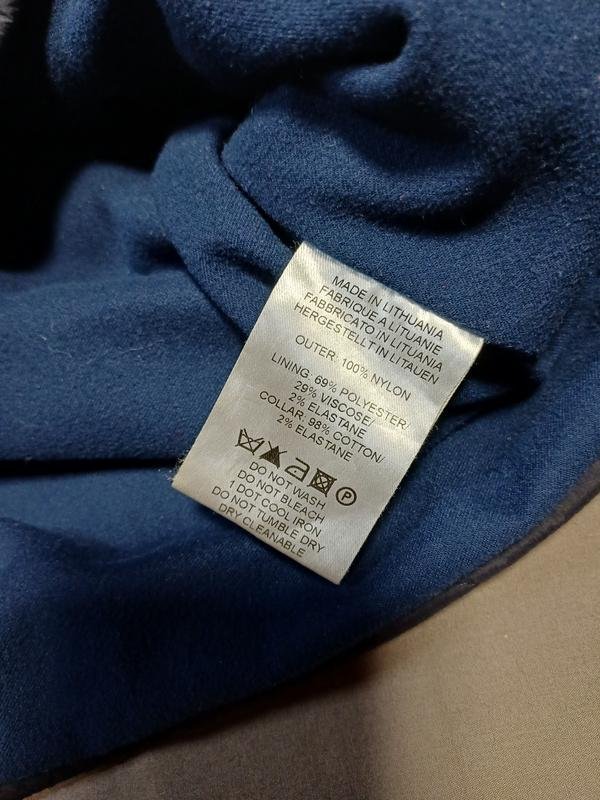 MADE IN LITHUANIA
FABRIQUE A LITUANIE
FABBRICATO IN LITUANIA
HERGESTELLT IN LITAUEN
OUTER: 100% NYLON
LINING: 69% POLYESTER/
29% VISCOSE/
2% ELASTANE
COLLAR: 98% COTTON/
2% ELASTANE
P
DO NOT WASH
DO NOT BLEACH
1 DOT COOL IRON
DO NOT TUMBLE DRY
DRY CLEANABLE